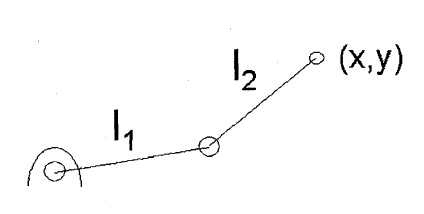 l₂ (x,y)
l₁